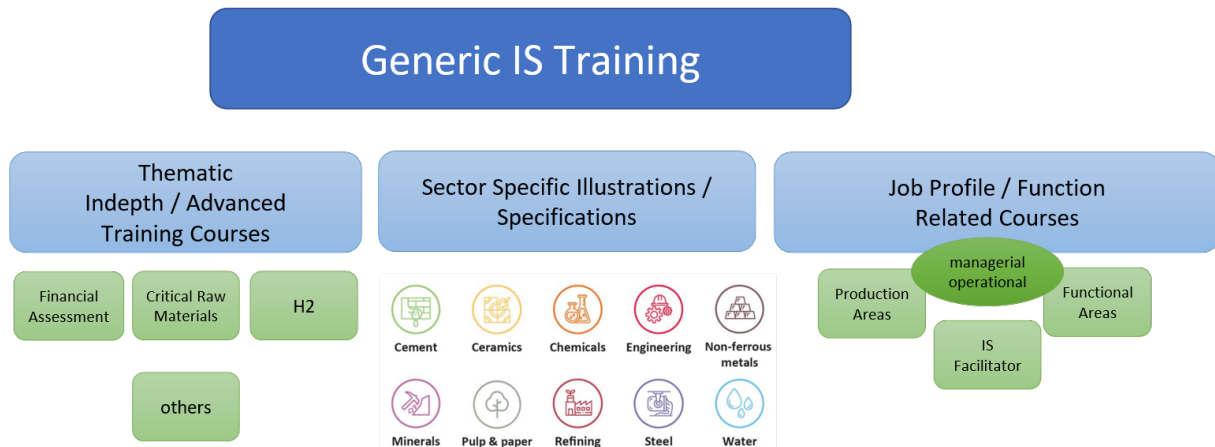 Generic IS Training
Thematic
Indepth / Advanced
Training Courses
Sector Specific Illustrations /
Specifications
Job Profile / Function
Related Courses
Financial
Assessment
Critical Raw
Materials
H2
others
Cement
Ceramics
Chemicals
Engineering
Non-ferrous
metals
Minerals
Pulp & paper
Refining
Steel
Water
managerial
operational
Production
Areas
Functional
Areas
IS
Facilitator